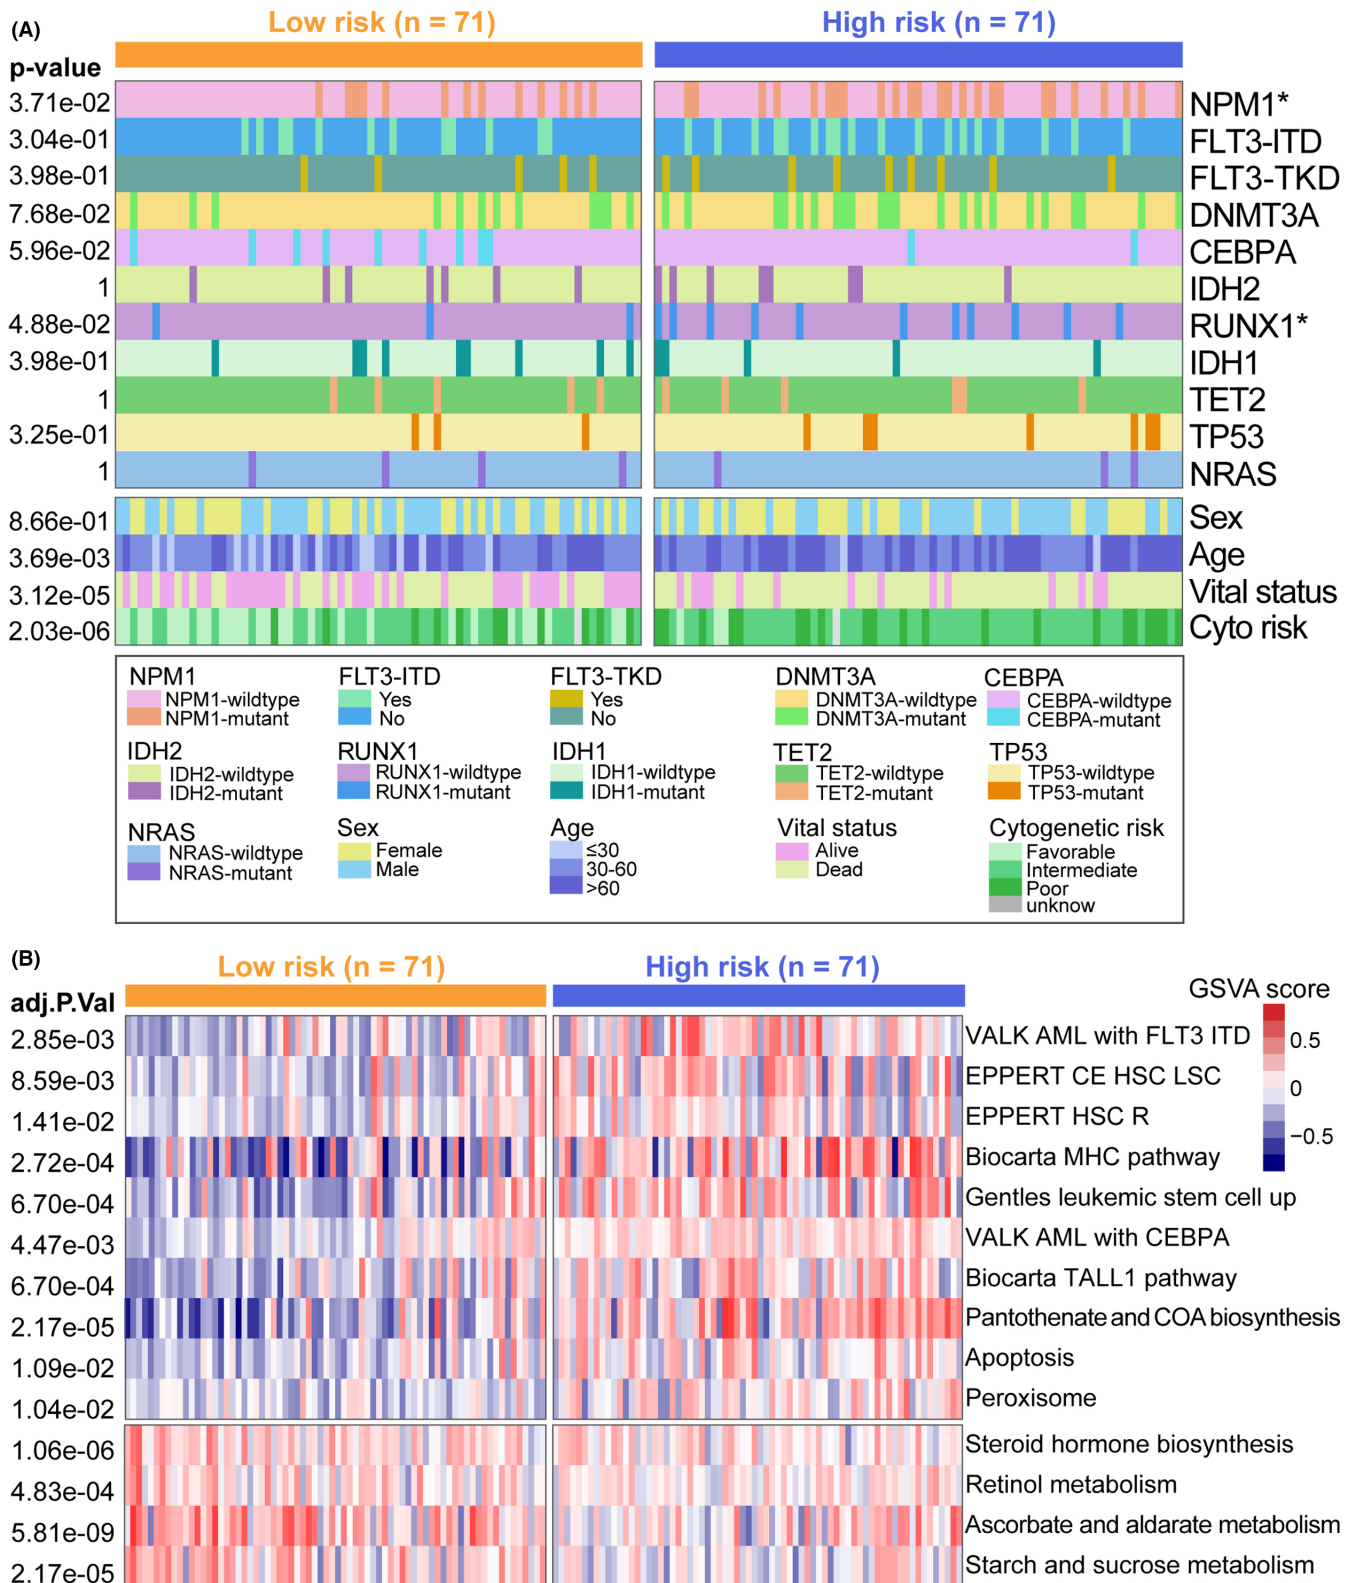 (A)
Low risk (n = 71) High risk (n = 71)
p-value
3.71e-02 NPM1*
3.04e-01 FLT3-ITD
3.98e-01 FLT3-TKD
7.68e-02 DNMT3A
5.96e-02 CEBPA
1 IDH2
4.88e-02 RUNX1*
3.98e-01 IDH1
1 TET2
3.25e-01 TP53
1 NRAS
8.66e-01 Sex
3.69e-03 Age
3.12e-05 Vital status
2.03e-06 Cyto risk
NPM1 FLT3-ITD FLT3-TKD DNMT3A CEBPA
NPM1-wildtype Yes Yes DNMT3A-wildtype CEBPA-wildtype
NPM1-mutant No No DNMT3A-mutant CEBPA-mutant
IDH2 RUNX1 IDH1 TET2 TP53
IDH2-wildtype RUNX1-wildtype IDH1-wildtype TET2-wildtype TP53-wildtype
IDH2-mutant RUNX1-mutant IDH1-mutant TET2-mutant TP53-mutant
NRAS Sex Age Vital status Cytogenetic risk
NRAS-wildtype Female ≤30 Alive Favorable
NRAS-mutant Male 30-60 Dead Intermediate
>60 Poor
unknow
(B)
Low risk (n = 71) High risk (n = 71)
adj.P.Val GSVA score
2.85e-03 VALK AML with FLT3 ITD 0.5
8.59e-03 EPPERT CE HSC LSC 0
1.41e-02 EPPERT HSC R −0.5
2.72e-04 Biocarta MHC pathway
6.70e-04 Gentles leukemic stem cell up
4.47e-03 VALK AML with CEBPA
6.70e-04 Biocarta TALL1 pathway
2.17e-05 Pantothenate and COA biosynthesis
1.09e-02 Apoptosis
1.04e-02 Peroxisome
1.06e-06 Steroid hormone biosynthesis
4.83e-04 Retinol metabolism
5.81e-09 Ascorbate and aldarate metabolism
2.17e-05 Starch and sucrose metabolism